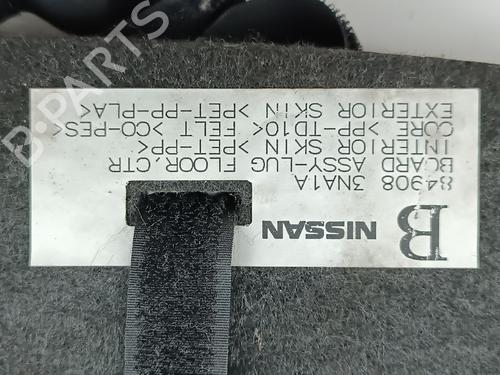 B NISSAN
84908 3NA1A
BOARD ASSY-LUG FLOOR,CTR
INTERIOR SKIN >PET-PP<
CORE >PP-TD10< FELT >CO-PES<
EXTERIOR SKIN >PET-PP-PLA<
B-PARTS